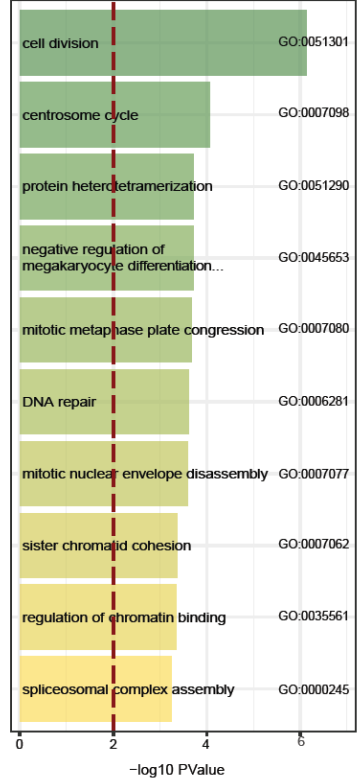 cell division GO:0051301
centrosome cycle GO:0007098
protein heterotetramerization GO:0051290
negative regulation of
megakaryocyte differentiation... GO:0045653
mitotic metaphase plate congression GO:0007080
DNA repair GO:0006281
mitotic nuclear envelope disassembly GO:0007077
sister chromatid cohesion GO:0007062
regulation of chromatin binding GO:0035561
spliceosomal complex assembly GO:0000245
0 2 4 6
−log10 PValue